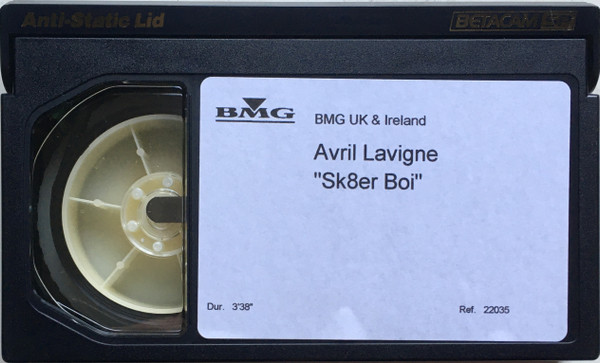 Anti-Static Lid
BETACAM SP
BMG
BMG UK & Ireland
Avril Lavigne
"Sk8er Boi"
Dur. 3'38"
Ref. 22035